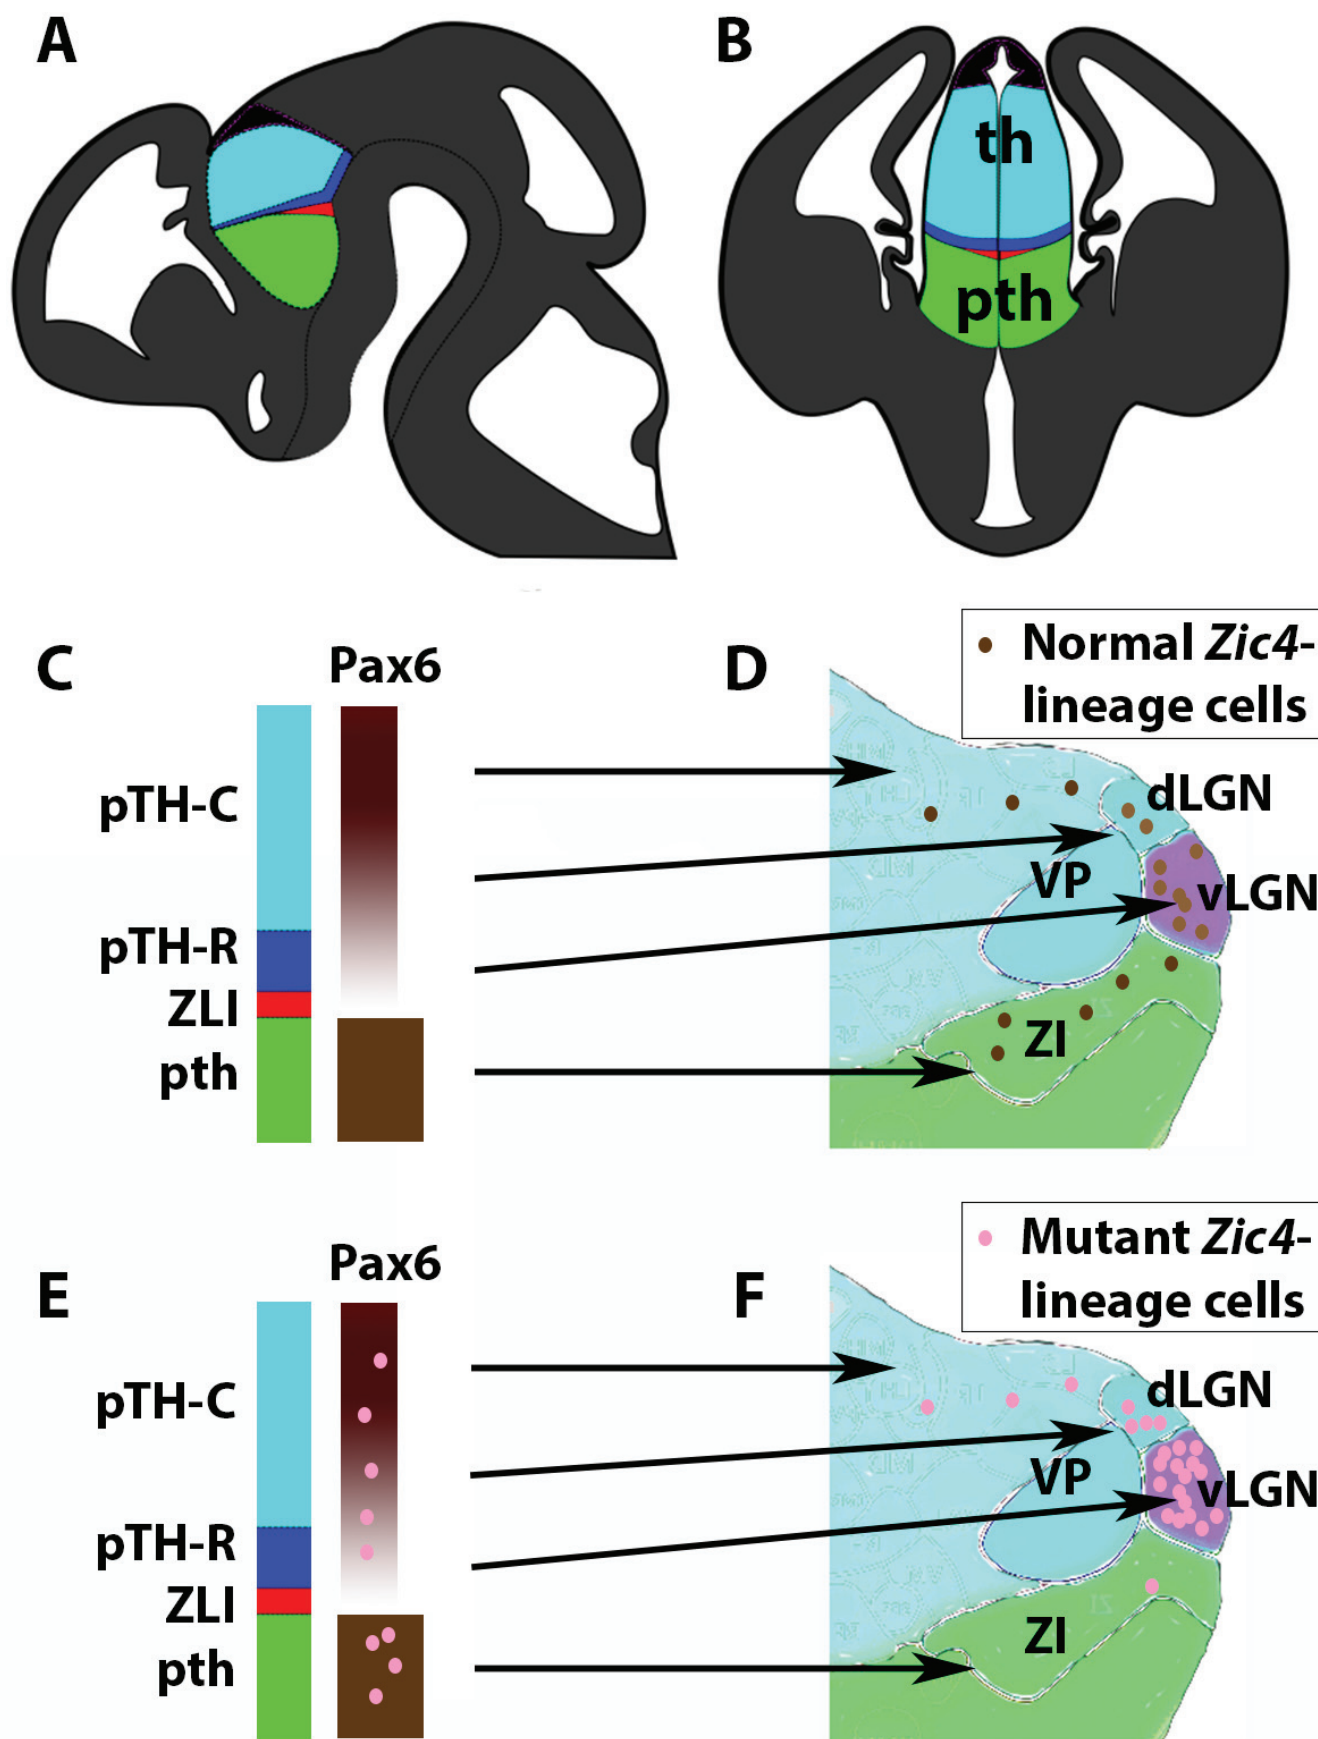 A
B
th
pth
C
Pax6
pTH-C
pTH-R
ZLI
pth
D
Normal Zic4-
lineage cells
dLGN
VP
vLGN
ZI
E
Pax6
pTH-C
pTH-R
ZLI
pth
F
Mutant Zic4-
lineage cells
dLGN
VP
vLGN
ZI